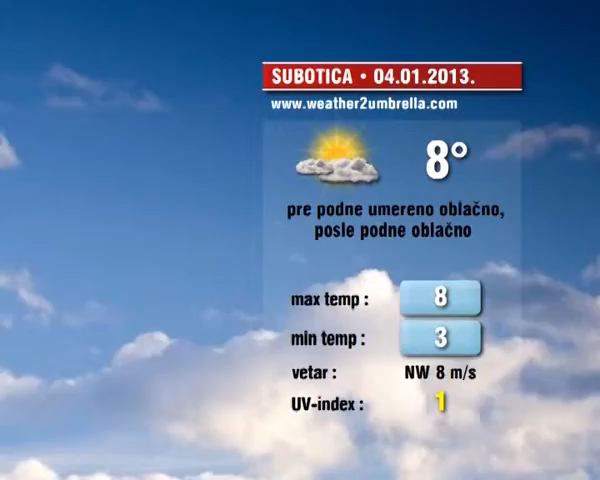 SUBOTICA • 04.01.2013.
www.weather2umbrella.com
8°
pre podne umereno oblačno,
posle podne oblačno
max temp : 8
min temp : 3
vetar : NW 8 m/s
UV-index : 1